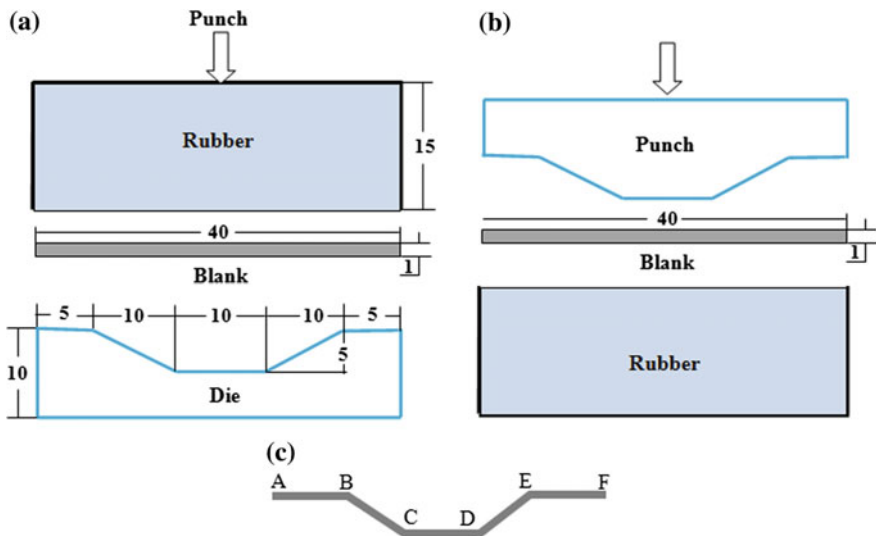 (a)
Punch
Rubber
15
40
1
Blank
5 10 10 10 5
5
10
Die
(b)
Punch
40
1
Blank
Rubber
(c)
A B E F
C D